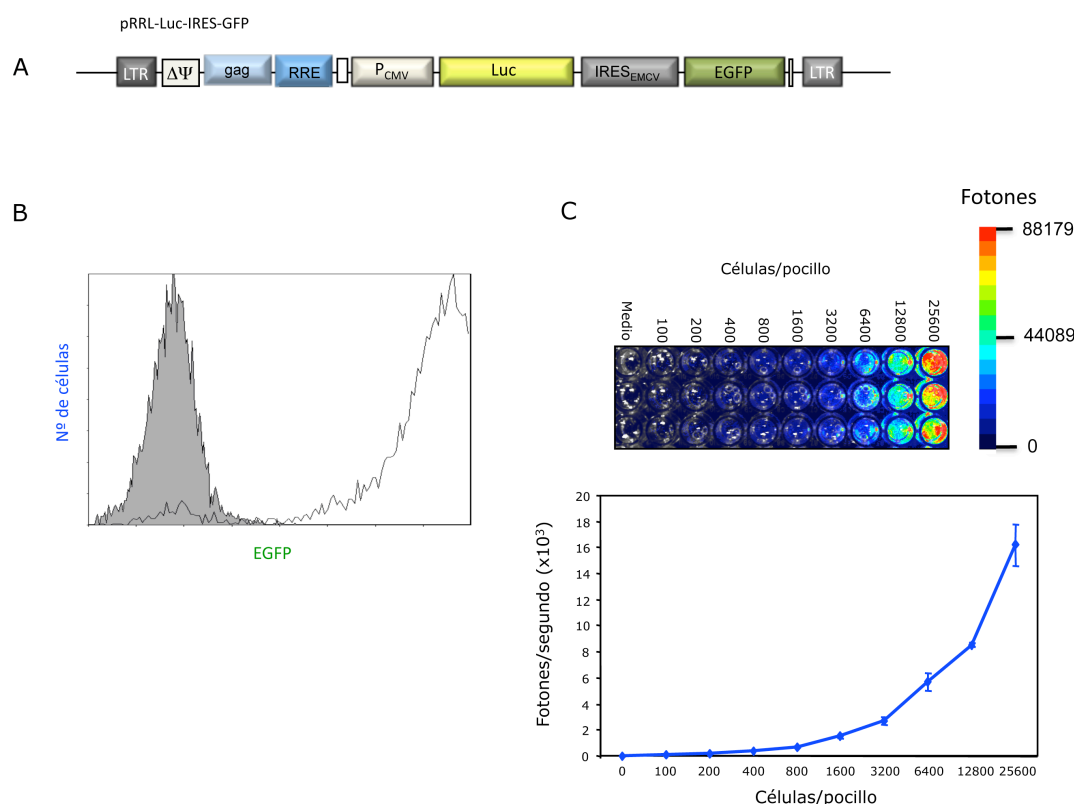 pRRL-Luc-IRES-GFP
A
LTR ΔΨ gag RRE PCMV Luc IRESEMCV EGFP LTR
B
Nº de células
EGFP
C
Fotones
88179
44089
0
Células/pocillo
Medio 100 200 400 800 1600 3200 6400 12800 25600
Fotones/segundo (x10³)
20
18
16
14
12
10
8
6
4
2
0
0 100 200 400 800 1600 3200 6400 12800 25600
Células/pocillo